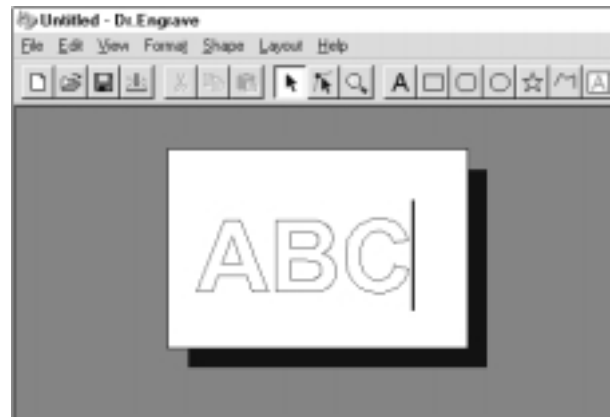 Untitled - Dr.Engrave
File Edit View Format Shape Layout Help
A A
ABC